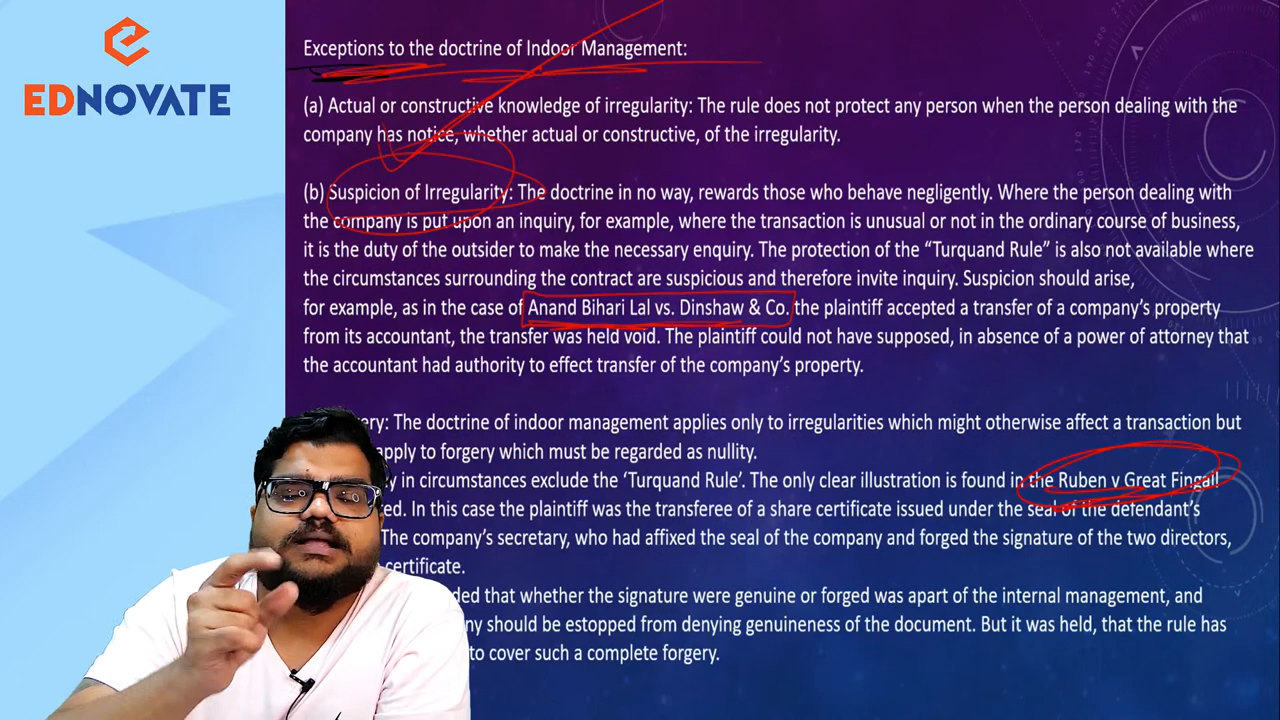 EDNOVATE
Exceptions to the doctrine of Indoor Management:
(a) Actual or constructive knowledge of irregularity: The rule does not protect any person when the person dealing with the
company has notice, whether actual or constructive, of the irregularity.
(b) Suspicion of Irregularity: The doctrine in no way, rewards those who behave negligently. Where the person dealing with
the company is put upon an inquiry, for example, where the transaction is unusual or not in the ordinary course of business,
it is the duty of the outsider to make the necessary enquiry. The protection of the “Turquand Rule” is also not available where
the circumstances surrounding the contract are suspicious and therefore invite inquiry. Suspicion should arise,
for example, as in the case of Anand Bihari Lal vs. Dinshaw & Co. the plaintiff accepted a transfer of a company’s property
from its accountant, the transfer was held void. The plaintiff could not have supposed, in absence of a power of attorney that
the accountant had authority to effect transfer of the company’s property.
The doctrine of indoor management applies only to irregularities which might otherwise affect a transaction but
apply to forgery which must be regarded as nullity.
in circumstances exclude the ‘Turquand Rule’. The only clear illustration is found in the Ruben v Great Fingall
In this case the plaintiff was the transferee of a share certificate issued under the seal of the defendant’s
The company’s secretary, who had affixed the seal of the company and forged the signature of the two directors,
certificate.
that whether the signature were genuine or forged was apart of the internal management, and
should be estopped from denying genuineness of the document. But it was held, that the rule has
to cover such a complete forgery.